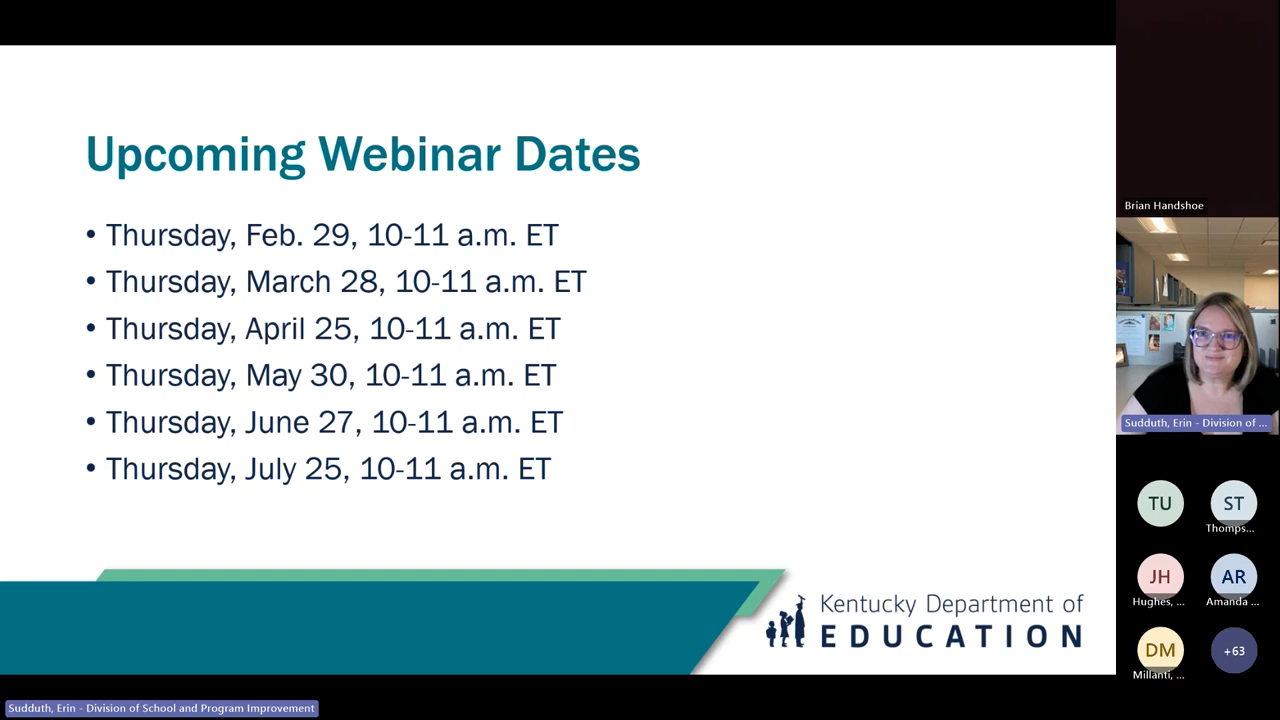 Upcoming Webinar Dates
• Thursday, Feb. 29, 10-11 a.m. ET
• Thursday, March 28, 10-11 a.m. ET
• Thursday, April 25, 10-11 a.m. ET
• Thursday, May 30, 10-11 a.m. ET
• Thursday, June 27, 10-11 a.m. ET
• Thursday, July 25, 10-11 a.m. ET
Kentucky Department of
EDUCATION
Brian Handshoe
Sudduth, Erin - Division of ...
TU
ST
Thomps...
JH
Hughes, ...
AR
Amanda ...
DM
Millanti, ...
+63
Sudduth, Erin - Division of School and Program Improvement